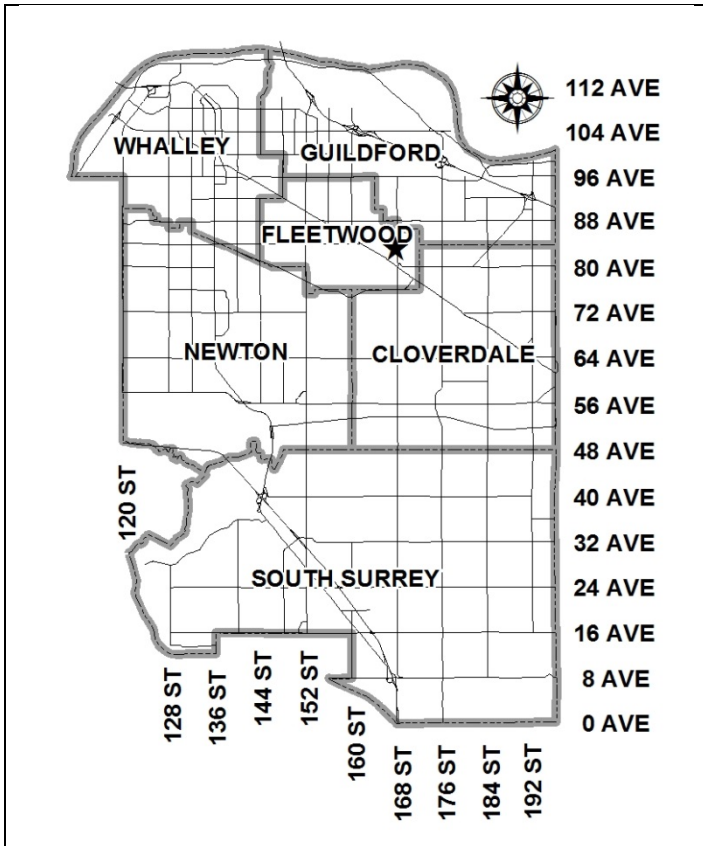 112 AVE
104 AVE
WHALLEY
GUILDFORD
96 AVE
88 AVE
FLEETWOOD
80 AVE
72 AVE
NEWTON
CLOVERDALE
64 AVE
56 AVE
48 AVE
120 ST
40 AVE
32 AVE
SOUTH SURREY
24 AVE
16 AVE
128 ST
136 ST
144 ST
152 ST
160 ST
8 AVE
0 AVE
168 ST
176 ST
184 ST
192 ST